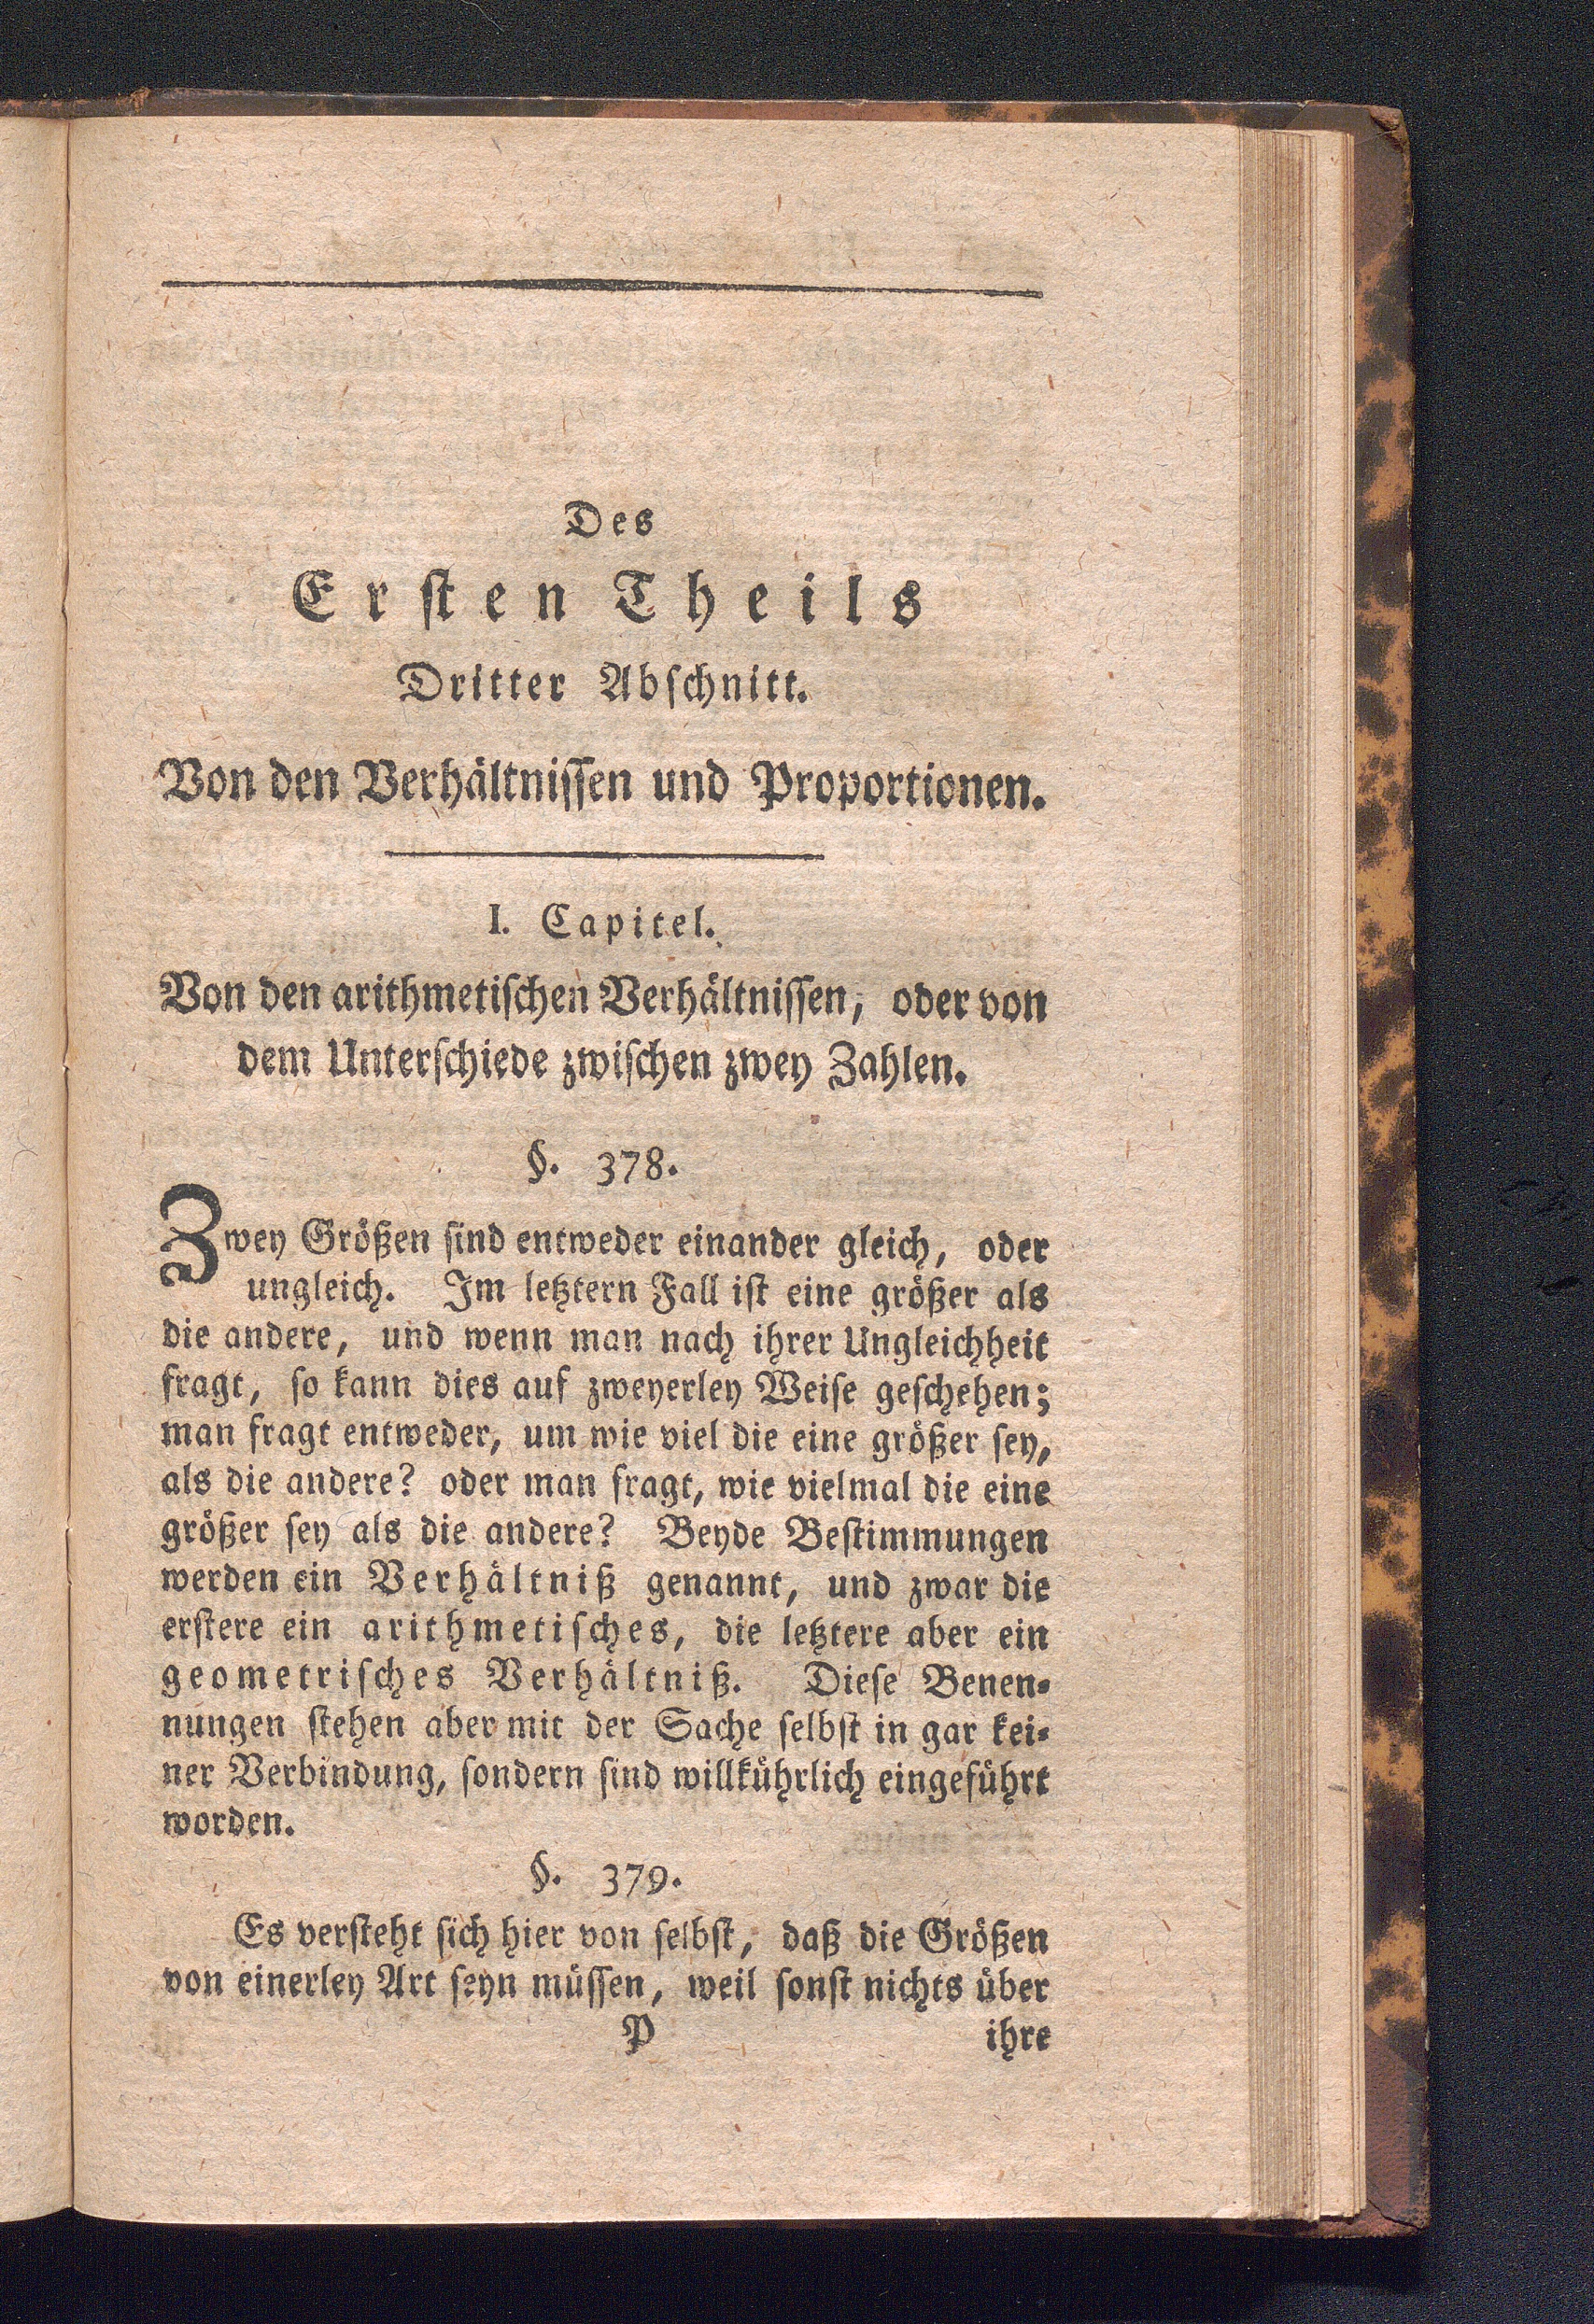 Des
Ersten Theils
Dritter Abschnitt.
Von den Verhältnissen und Proportionen.
I. Capitel.
Von den arithmetischen Verhältnissen, oder von
dem Unterschiede zwischen zwey Zahlen.
§. 378.
Zwey Größen sind entweder einander gleich, oder
ungleich. Im letztern Fall ist eine größer als
die andere, und wenn man nach ihrer Ungleichheit
fragt, so kann dies auf zweyerley Weise geschehen;
man fragt entweder, um wie viel die eine größer sey,
als die andere? oder man fragt, wie vielmal die eine
größer sey als die andere? Beyde Bestimmungen
werden ein Verhältniß genannt, und zwar die
erstere ein arithmetisches, die letztere aber ein
geometrisches Verhältniß. Diese Benen-
nungen stehen aber mit der Sache selbst in gar kei-
ner Verbindung, sondern sind willkührlich eingeführt
worden.
§. 379.
Es versteht sich hier von selbst, daß die Größen
von einerley Art seyn müssen, weil sonst nichts über
P ihre